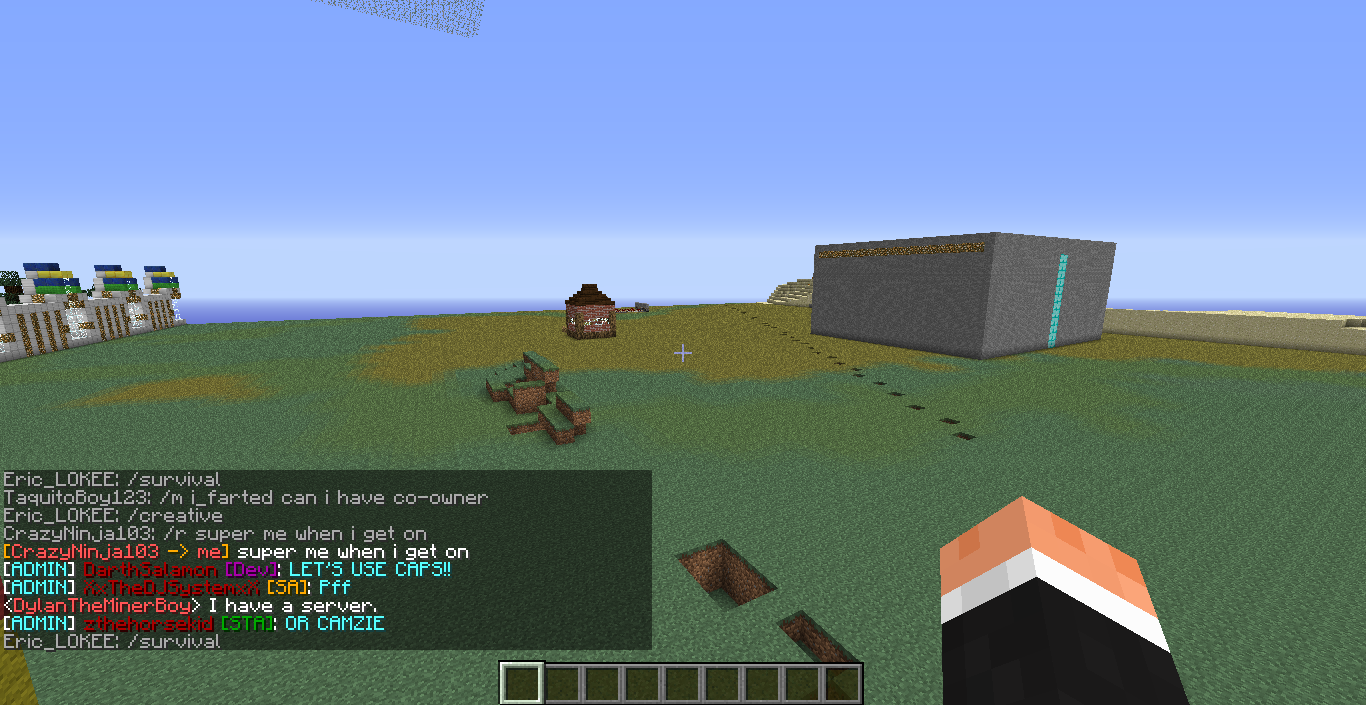 Eric_LOKEE: /survival
TaquitoBoy123: /m i_farted can i have co-owner
Eric_LOKEE: /creative
CrazyNinja103: /r super me when i get on
[CrazyNinja103 -> me] super me when i get on
[ADMIN] DarthSalamon [Dev]: LET'S USE CAPS!!
[ADMIN] XxTheDJSystemxX [SA]: Pff
<DylanTheMinerBoy> I have a server.
[ADMIN] zthehorsekid [STA]: OR CAMZIE
Eric_LOKEE: /survival